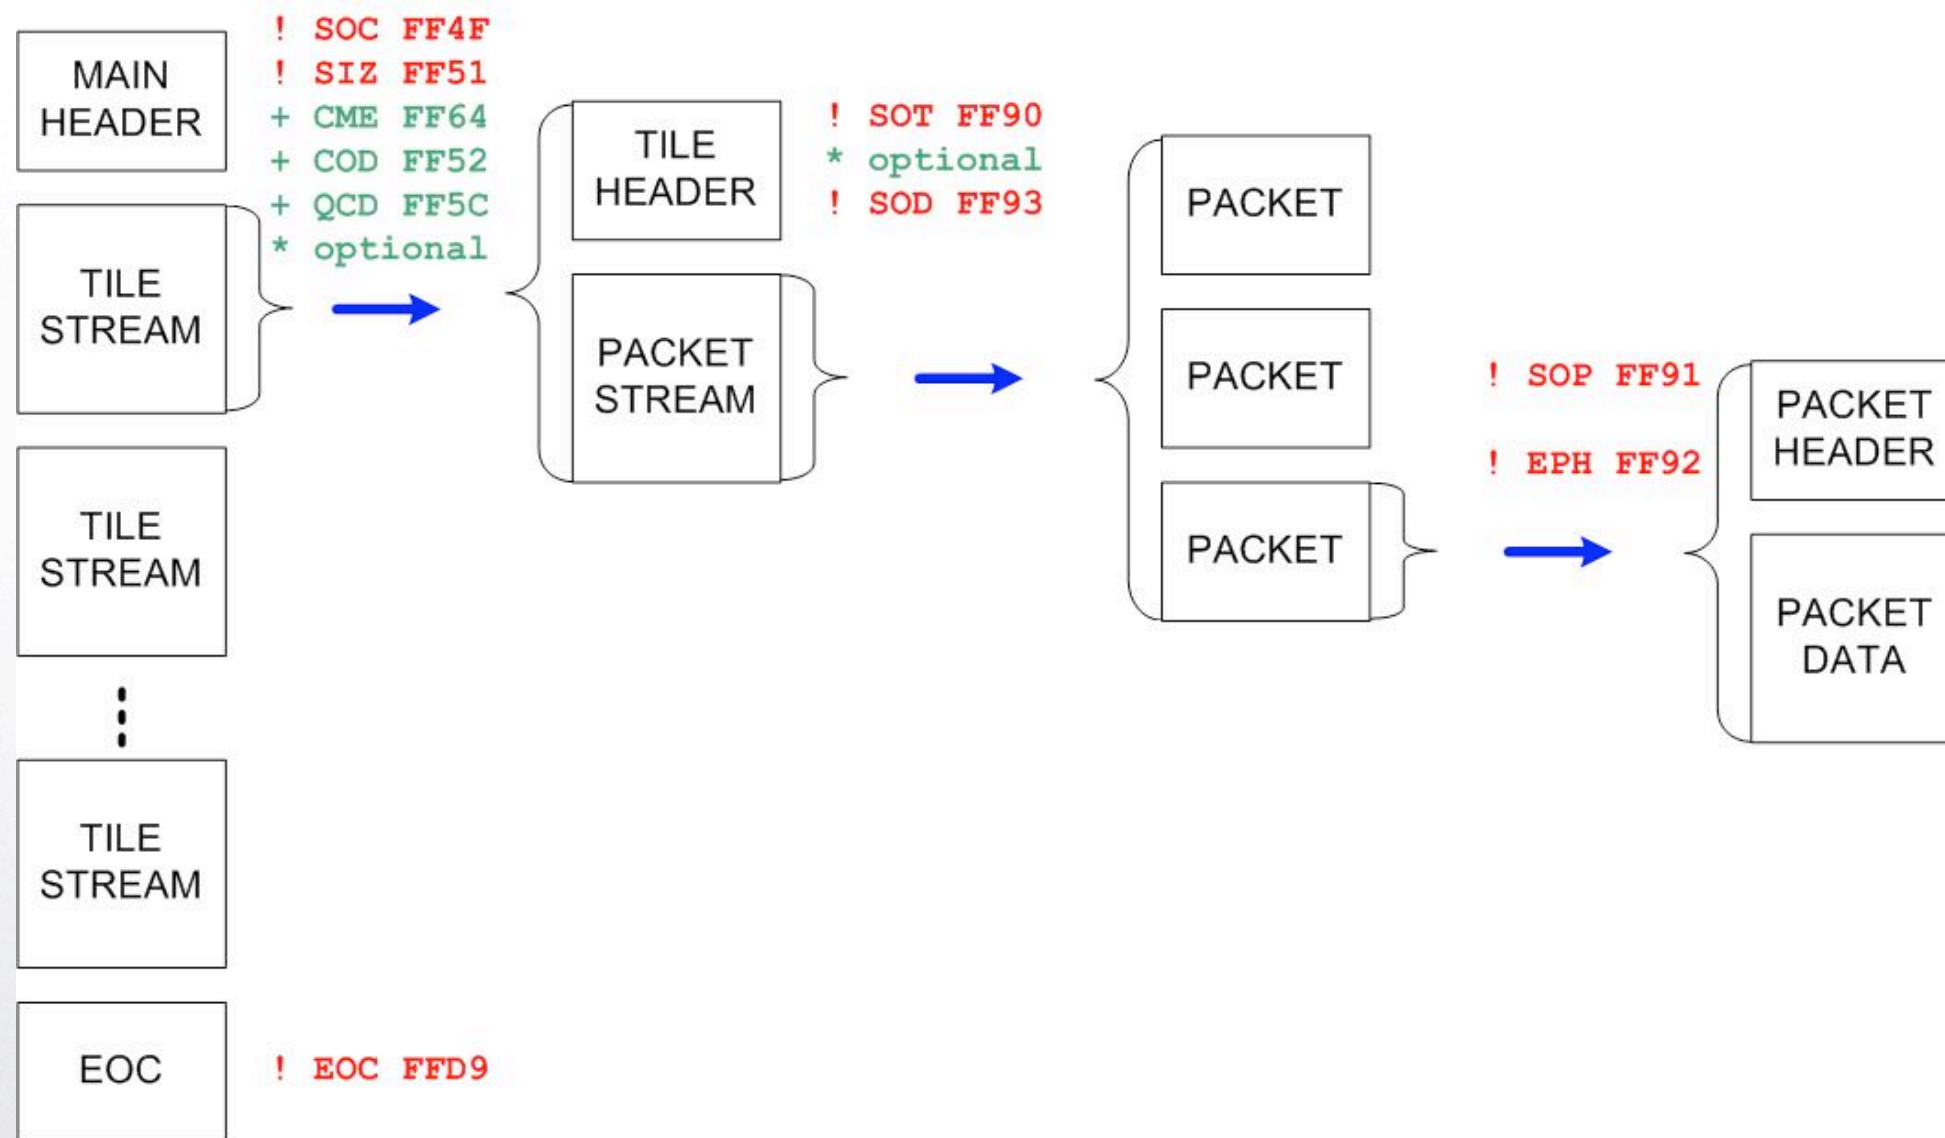 MAIN
HEADER
! SOC FF4F
! SIZ FF51
+ CME FF64
+ COD FF52
+ QCD FF5C
* optional
TILE
STREAM
TILE
STREAM
TILE
STREAM
EOC
! EOC FFD9
TILE
HEADER
! SOT FF90
* optional
! SOD FF93
PACKET
STREAM
PACKET
PACKET
PACKET
! SOP FF91
! EPH FF92
PACKET
HEADER
PACKET
DATA